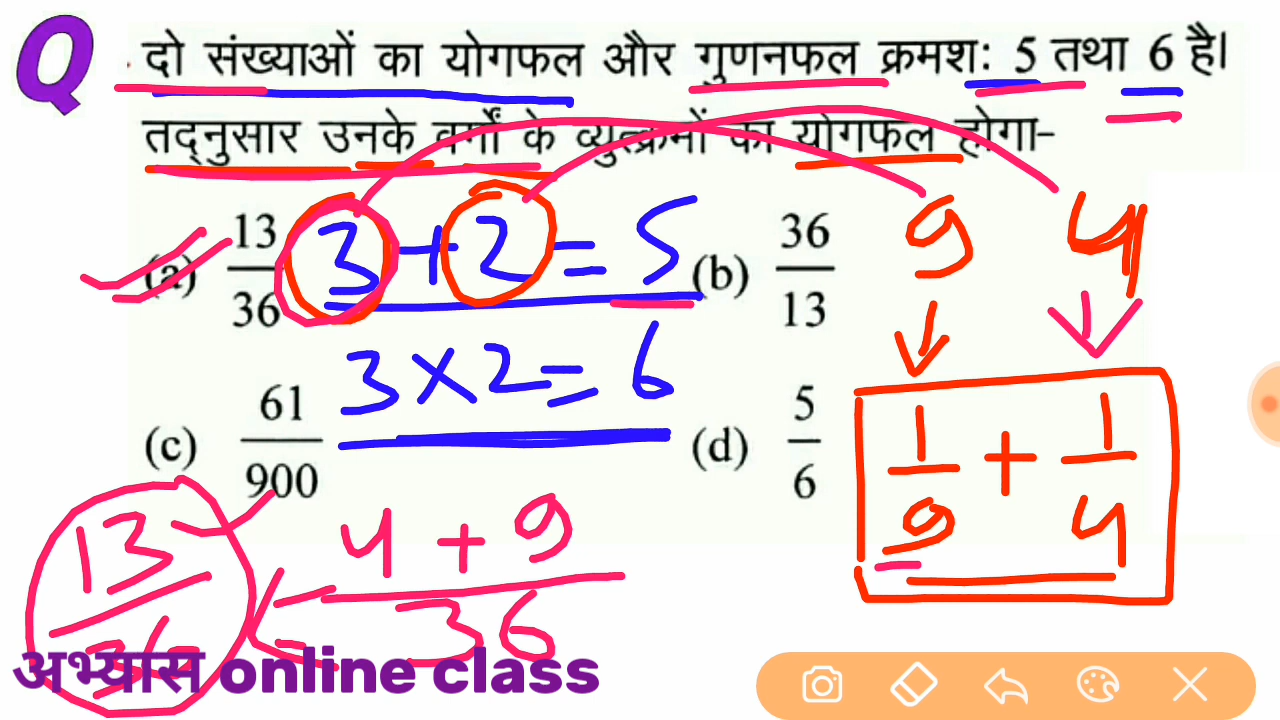 Q दो संख्याओं का योगफल और गुणनफल क्रमश: 5 तथा 6 है।
तद्नुसार उनके वर्गों के व्युत्क्रमों का योगफल होगा-
(a) 13/36 3+2=5 (b) 36/13 9 4
3×2=6
(c) 61/900 (d) 5/6 1/9 + 1/4
13/36 4+9/36
अभ्यास online class